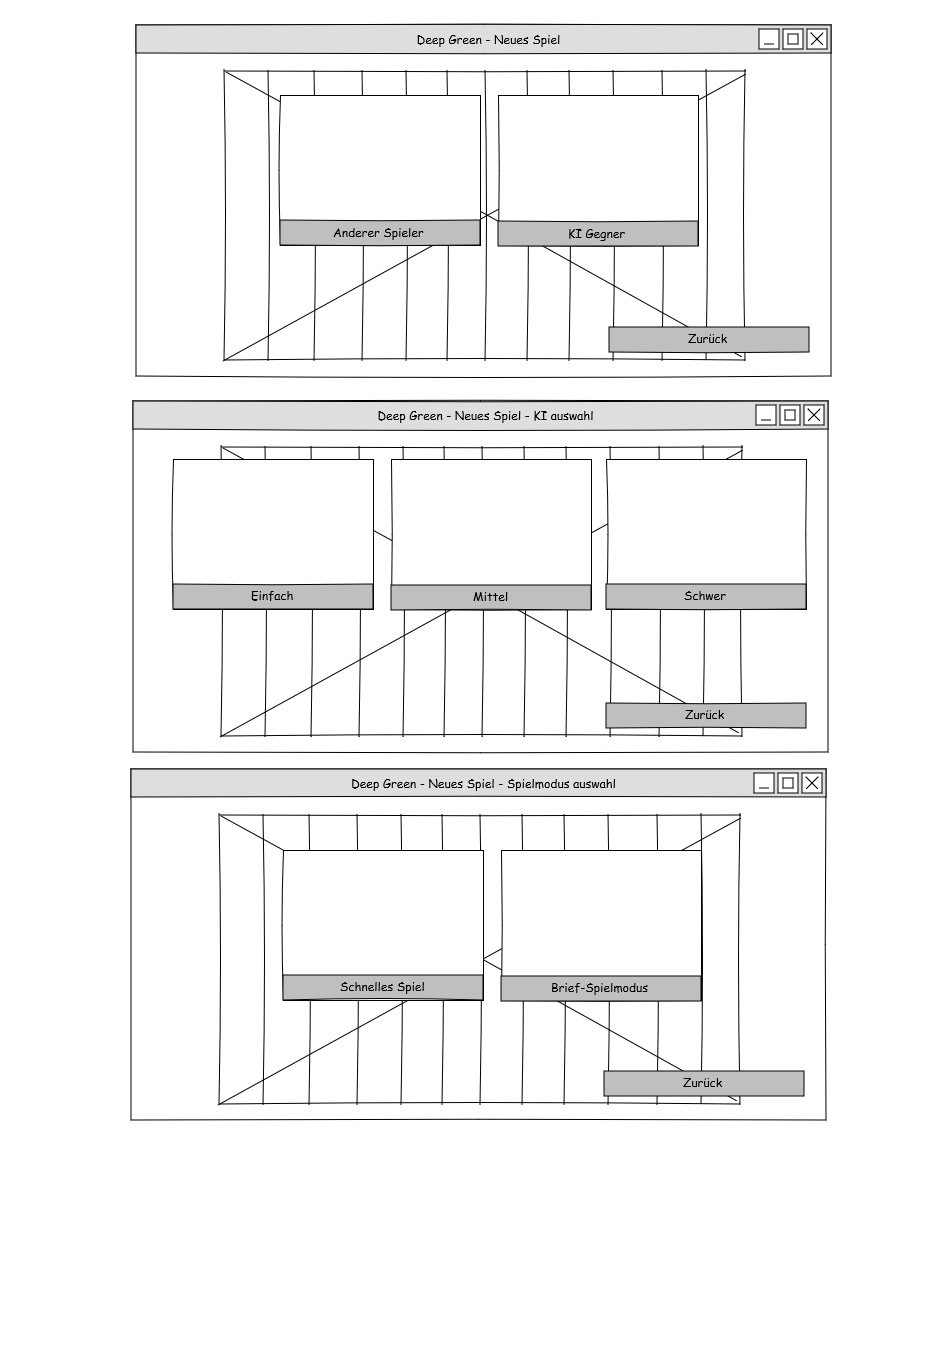 Deep Green - Neues Spiel
Anderer Spieler
KI Gegner
Zurück
Deep Green - Neues Spiel - KI auswahl
Einfach
Mittel
Schwer
Zurück
Deep Green - Neues Spiel - Spielmodus auswahl
Schnelles Spiel
Brief-Spielmodus
Zurück